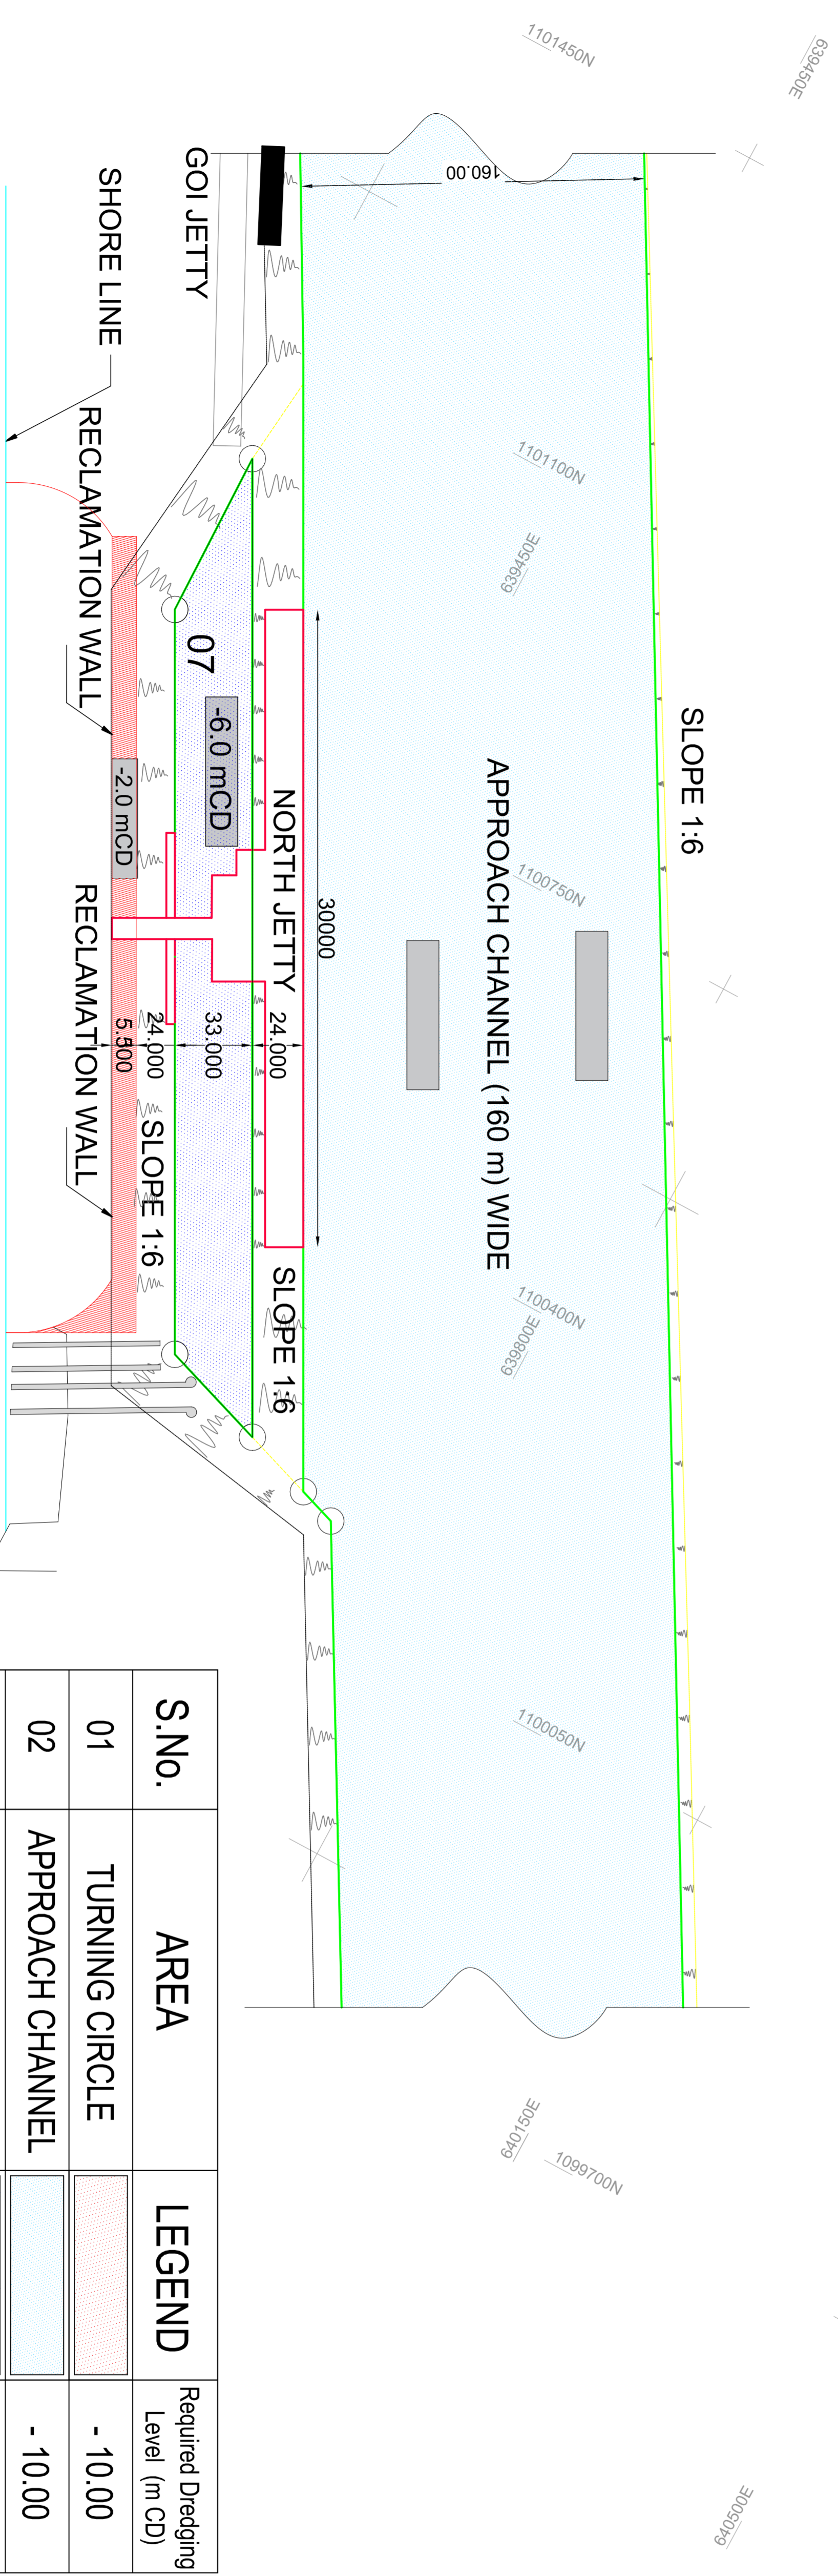 1101450N
639450E
160.00
GOI JETTY
SHORE LINE
RECLAMATION WALL
1101100N
639450E
SLOPE 1:6
07
-6.0 mCD
-2.0 mCD
NORTH JETTY
30000
APPROACH CHANNEL (160 m) WIDE
1100750N
RECLAMATION WALL
24.000
33.000
24.000
5.500
SLOPE 1:6
SLOPE 1:6
1100400N
639800E
1100050N
640150E
1099700N
640500E
S.No. AREA LEGEND Required Dredging
Level (m CD)
01 TURNING CIRCLE - 10.00
02 APPROACH CHANNEL - 10.00